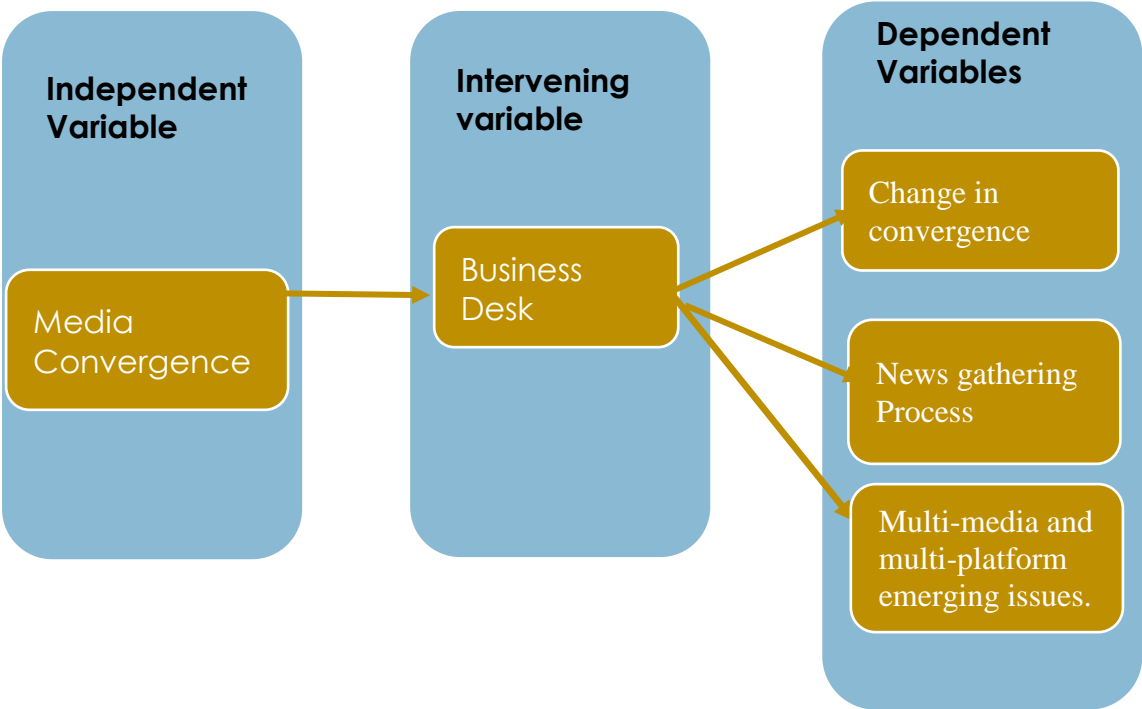 Independent
Variable
Media
Convergence
Intervening
variable
Business
Desk
Dependent
Variables
Change in
convergence
News gathering
Process
Multi-media and
multi-platform
emerging issues.